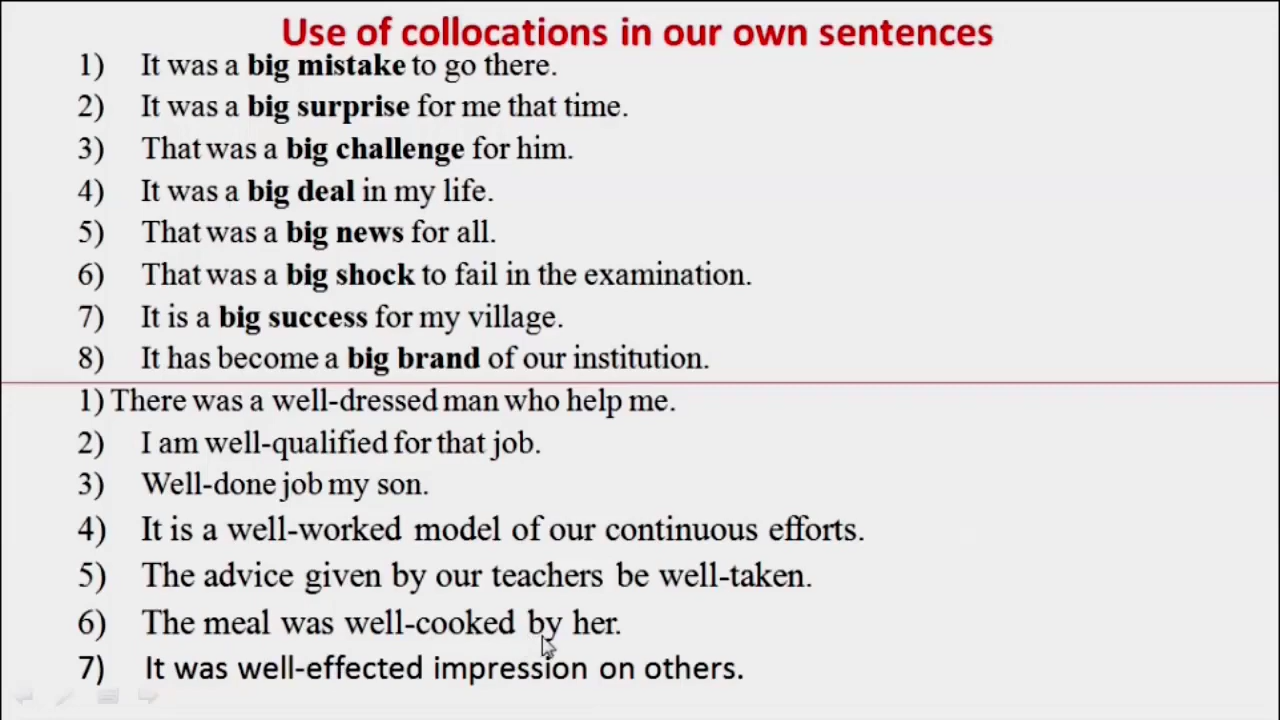 Use of collocations in our own sentences
1) It was a big mistake to go there.
2) It was a big surprise for me that time.
3) That was a big challenge for him.
4) It was a big deal in my life.
5) That was a big news for all.
6) That was a big shock to fail in the examination.
7) It is a big success for my village.
8) It has become a big brand of our institution.
1) There was a well-dressed man who help me.
2) I am well-qualified for that job.
3) Well-done job my son.
4) It is a well-worked model of our continuous efforts.
5) The advice given by our teachers be well-taken.
6) The meal was well-cooked by her.
7) It was well-effected impression on others.